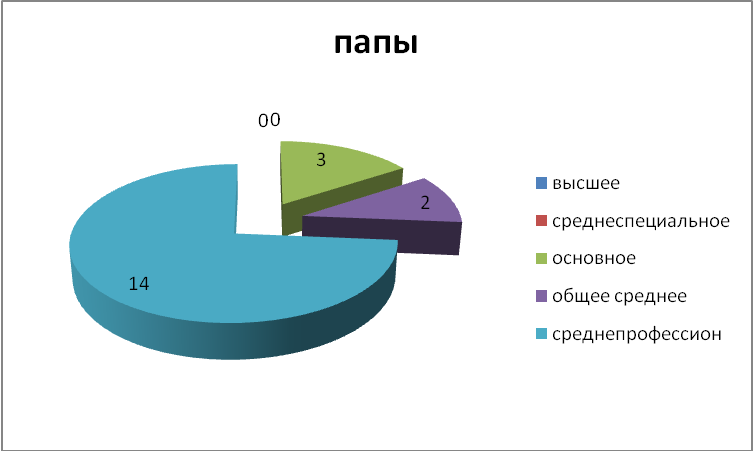 папы
00
3
2
14
высшее
среднеспециальное
основное
общее среднее
среднепрофессион